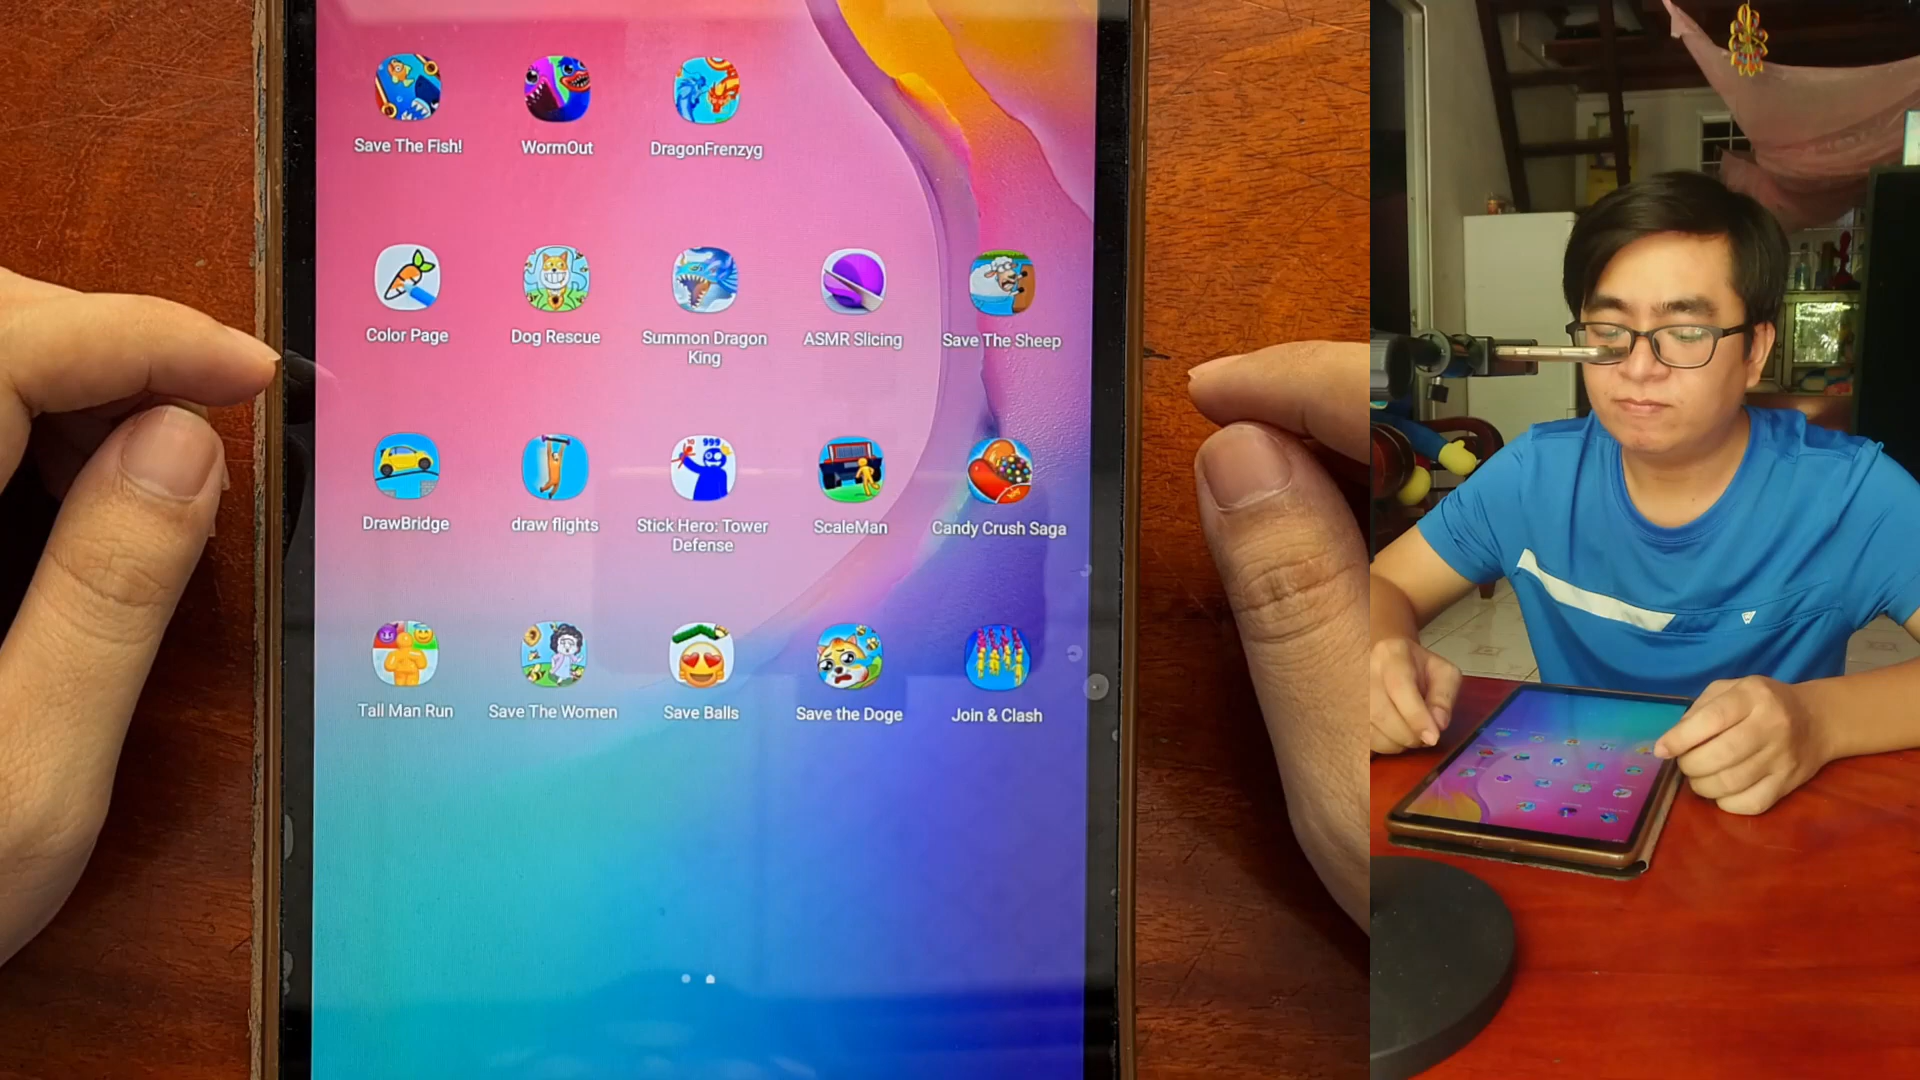 Save The Fish!
WormOut
DragonFrenzyg
Color Page
Dog Rescue
Summon Dragon
King
ASMR Slicing
Save The Sheep
DrawBridge
draw flights
10 999
Stick Hero: Tower
Defense
ScaleMan
Candy Crush Saga
Tall Man Run
Save The Women
Save Balls
Save the Doge
Join & Clash